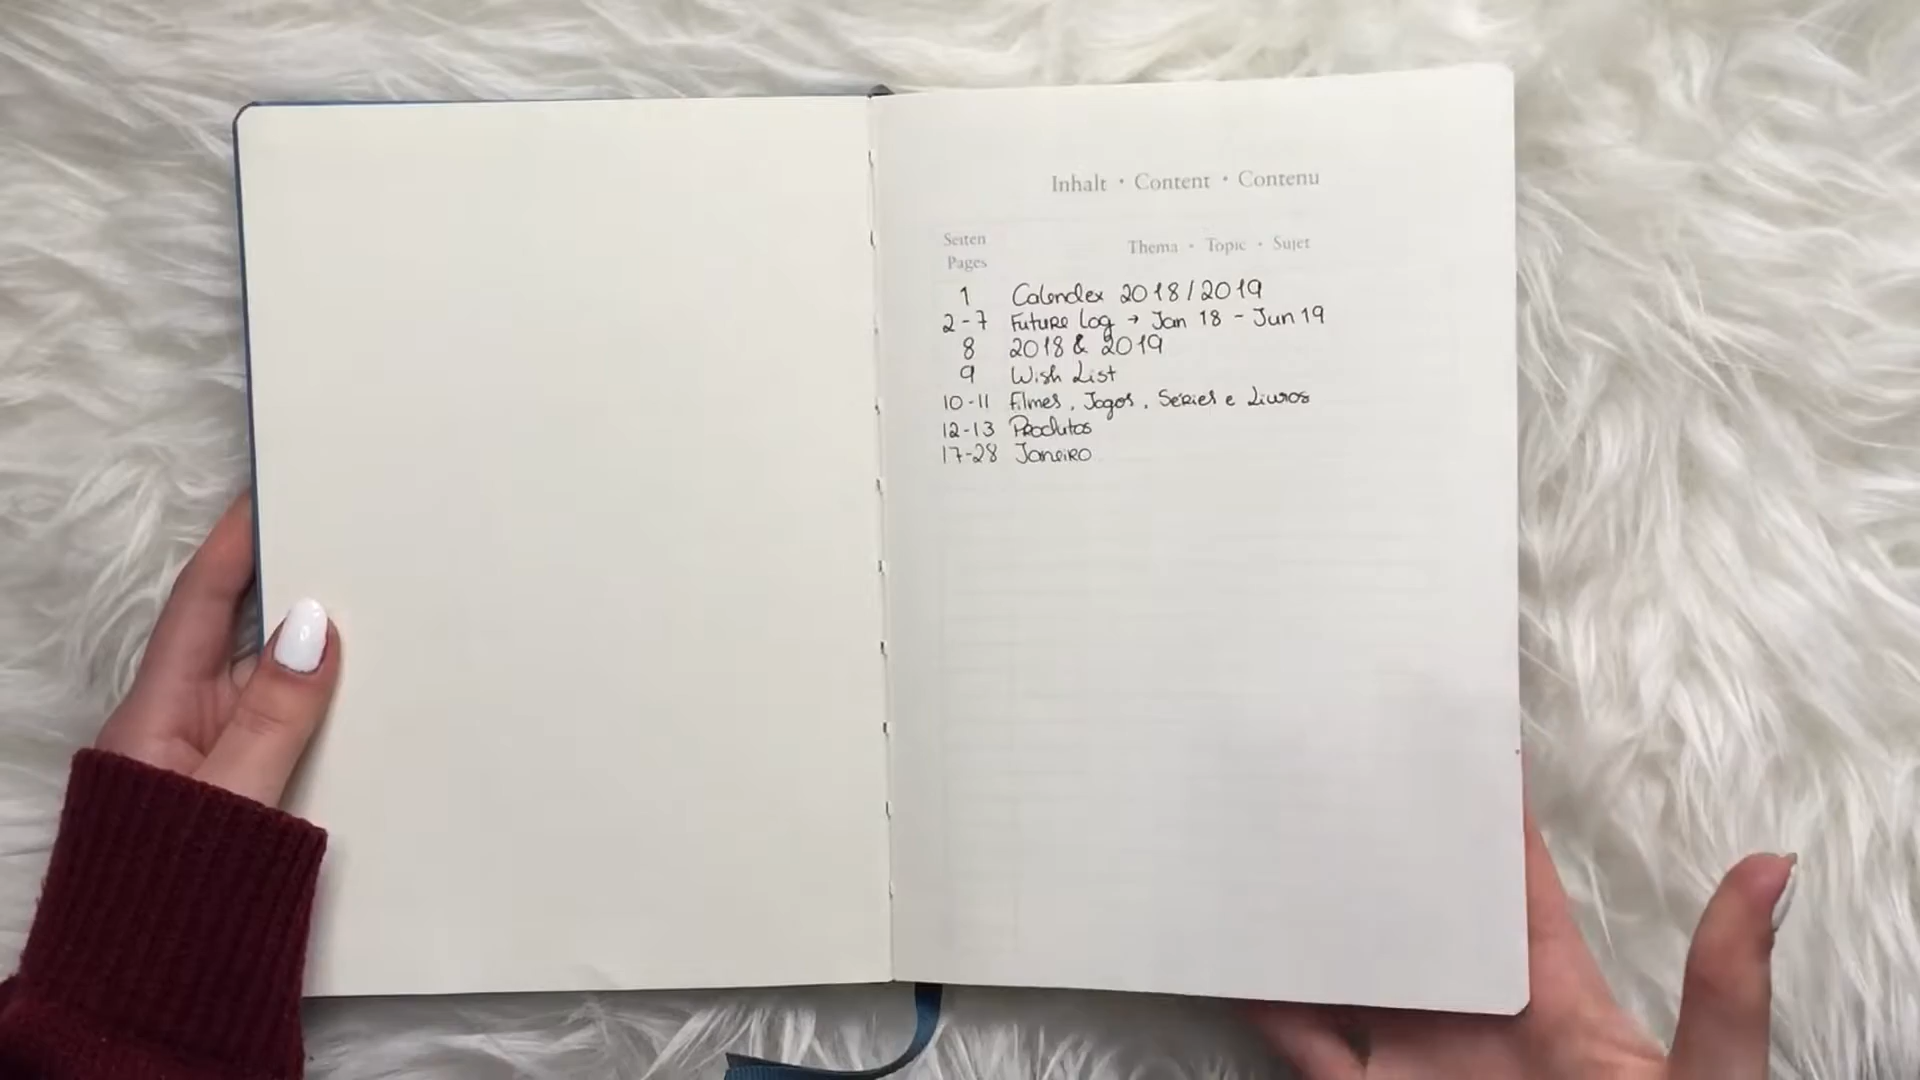 Inhalt • Content • Contenu
Seiten Thema • Topic • Sujet
Pages
1 Calendex 2018/2019
2-7 Future Log → Jan 18 - Jun 19
8 2018 & 2019
9 Wish List
10-11 Filmes, Jogos, Séries e Livros
12-13 Produtos
17-28 Janeiro